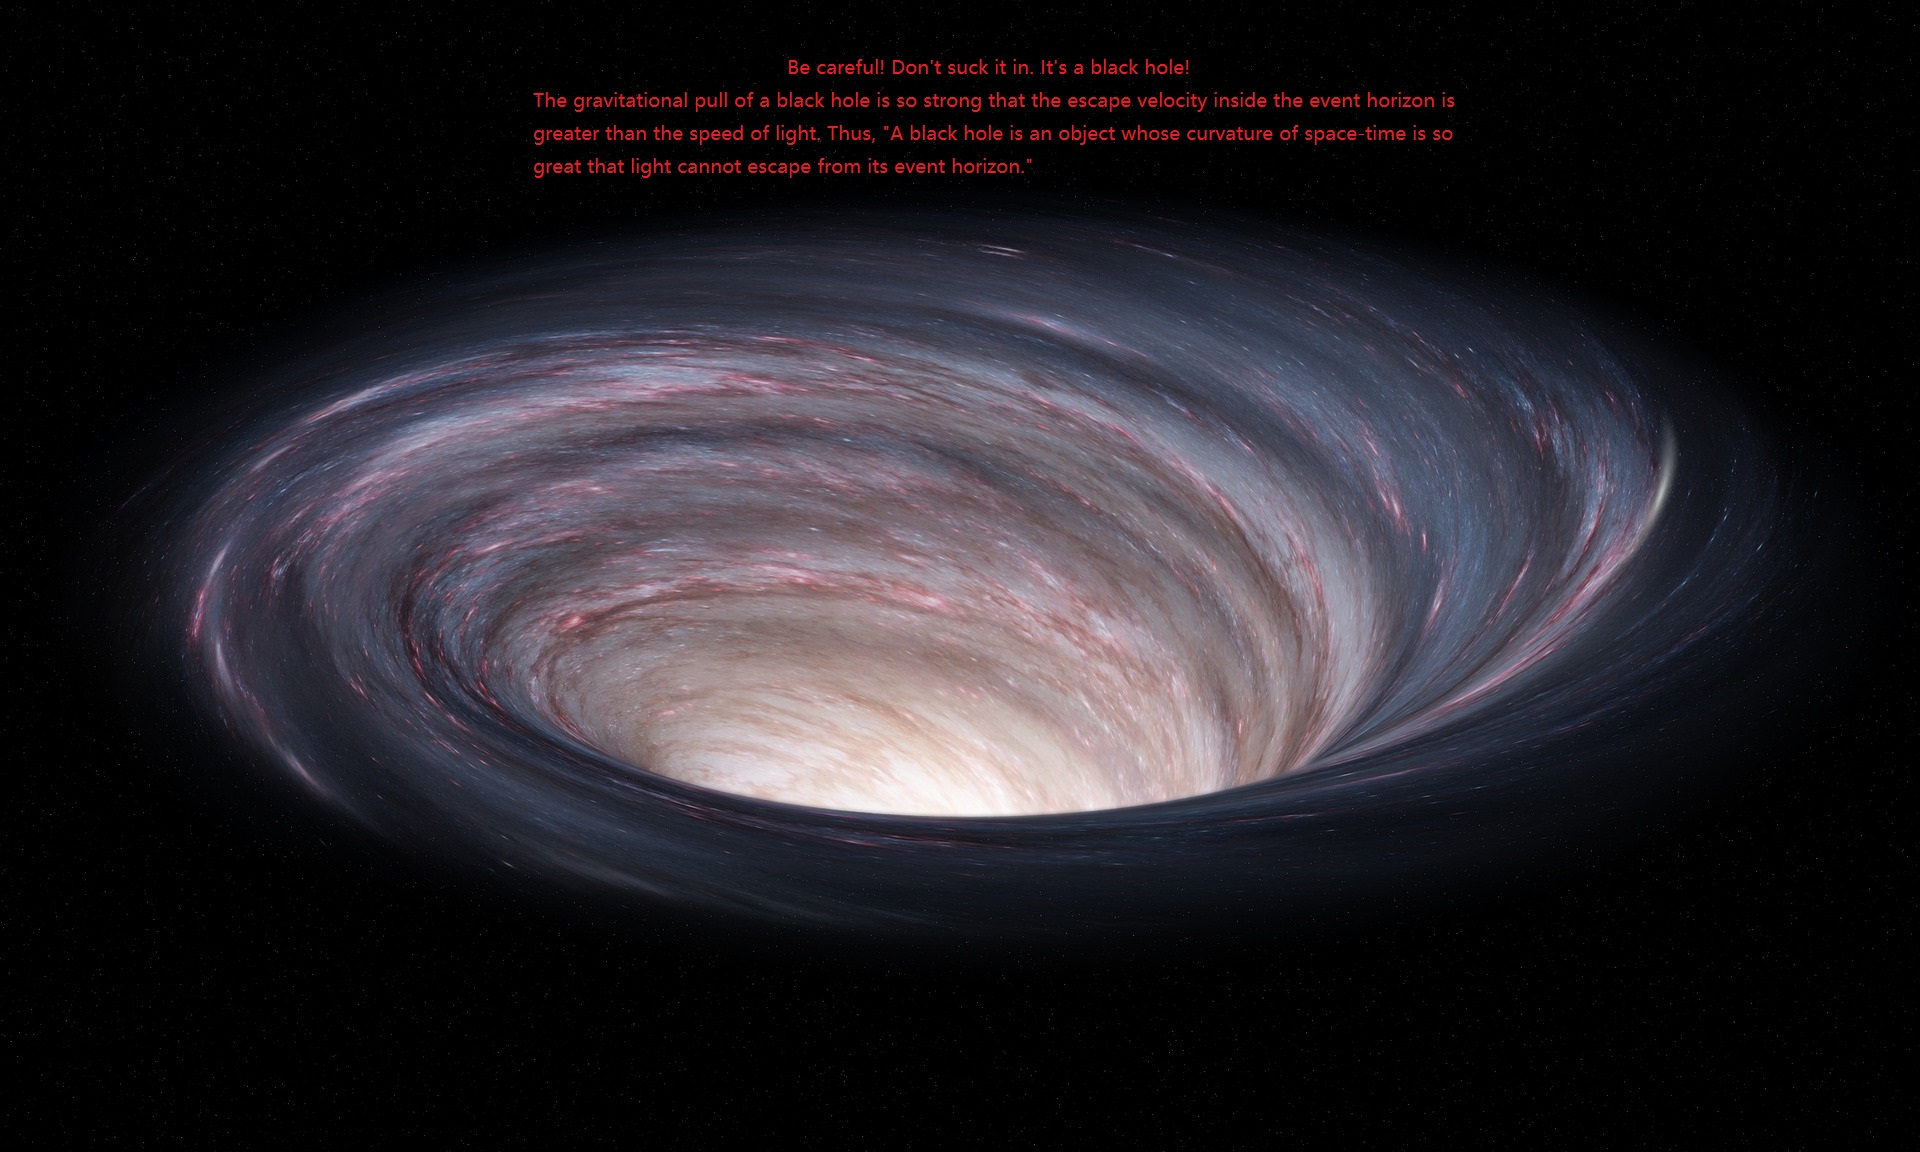 Be careful! Don't suck it in. It's a black hole!
The gravitational pull of a black hole is so strong that the escape velocity inside the event horizon is
greater than the speed of light. Thus, "A black hole is an object whose curvature of space-time is so
great that light cannot escape from its event horizon."